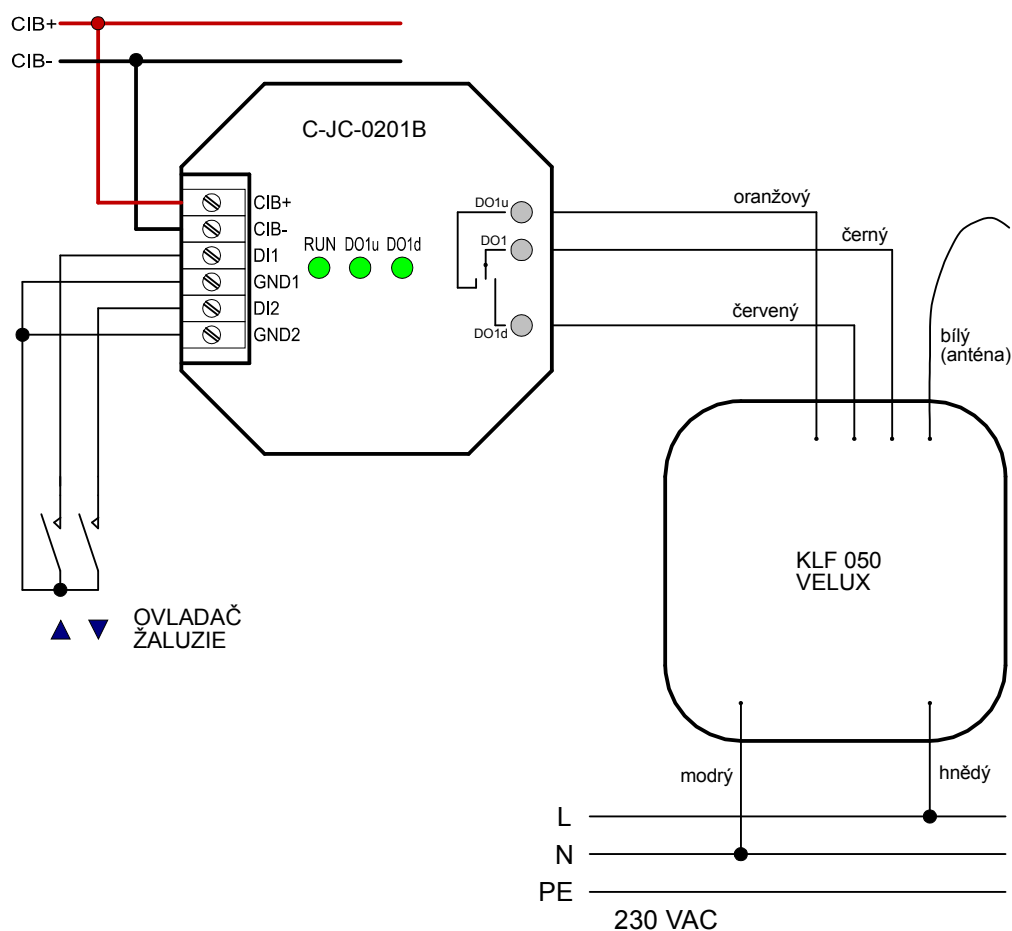 CIB+
CIB-
C-JC-0201B
CIB+
CIB-
DI1
GND1
DI2
GND2
RUN DO1u DO1d
DO1u
DO1
DO1d
oranžový
černý
červený
bílý
(anténa)
KLF 050
VELUX
OVLADAČ
ŽALUZIE
modrý
hnědý
L
N
PE
230 VAC